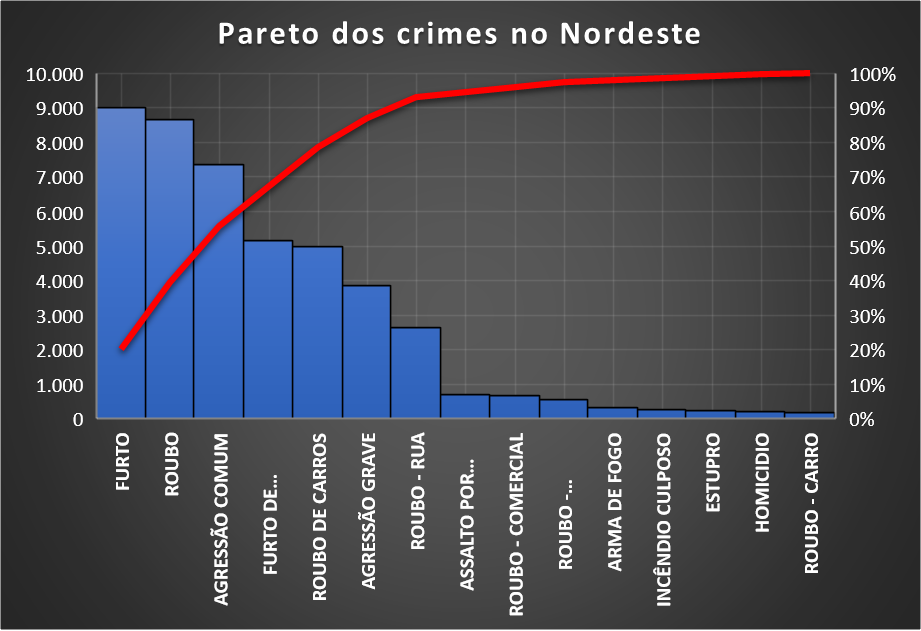 Pareto dos crimes no Nordeste
10.000
9.000
8.000
7.000
6.000
5.000
4.000
3.000
2.000
1.000
0
100%
90%
80%
70%
60%
50%
40%
30%
20%
10%
0%
FURTO
ROUBO
AGRESSÃO COMUM
FURTO DE...
ROUBO DE CARROS
AGRESSÃO GRAVE
ROUBO - RUA
ASSALTO POR...
ROUBO - COMERCIAL
ROUBO -...
ARMA DE FOGO
INCÊNDIO CULPOSO
ESTUPRO
HOMICIDIO
ROUBO - CARRO